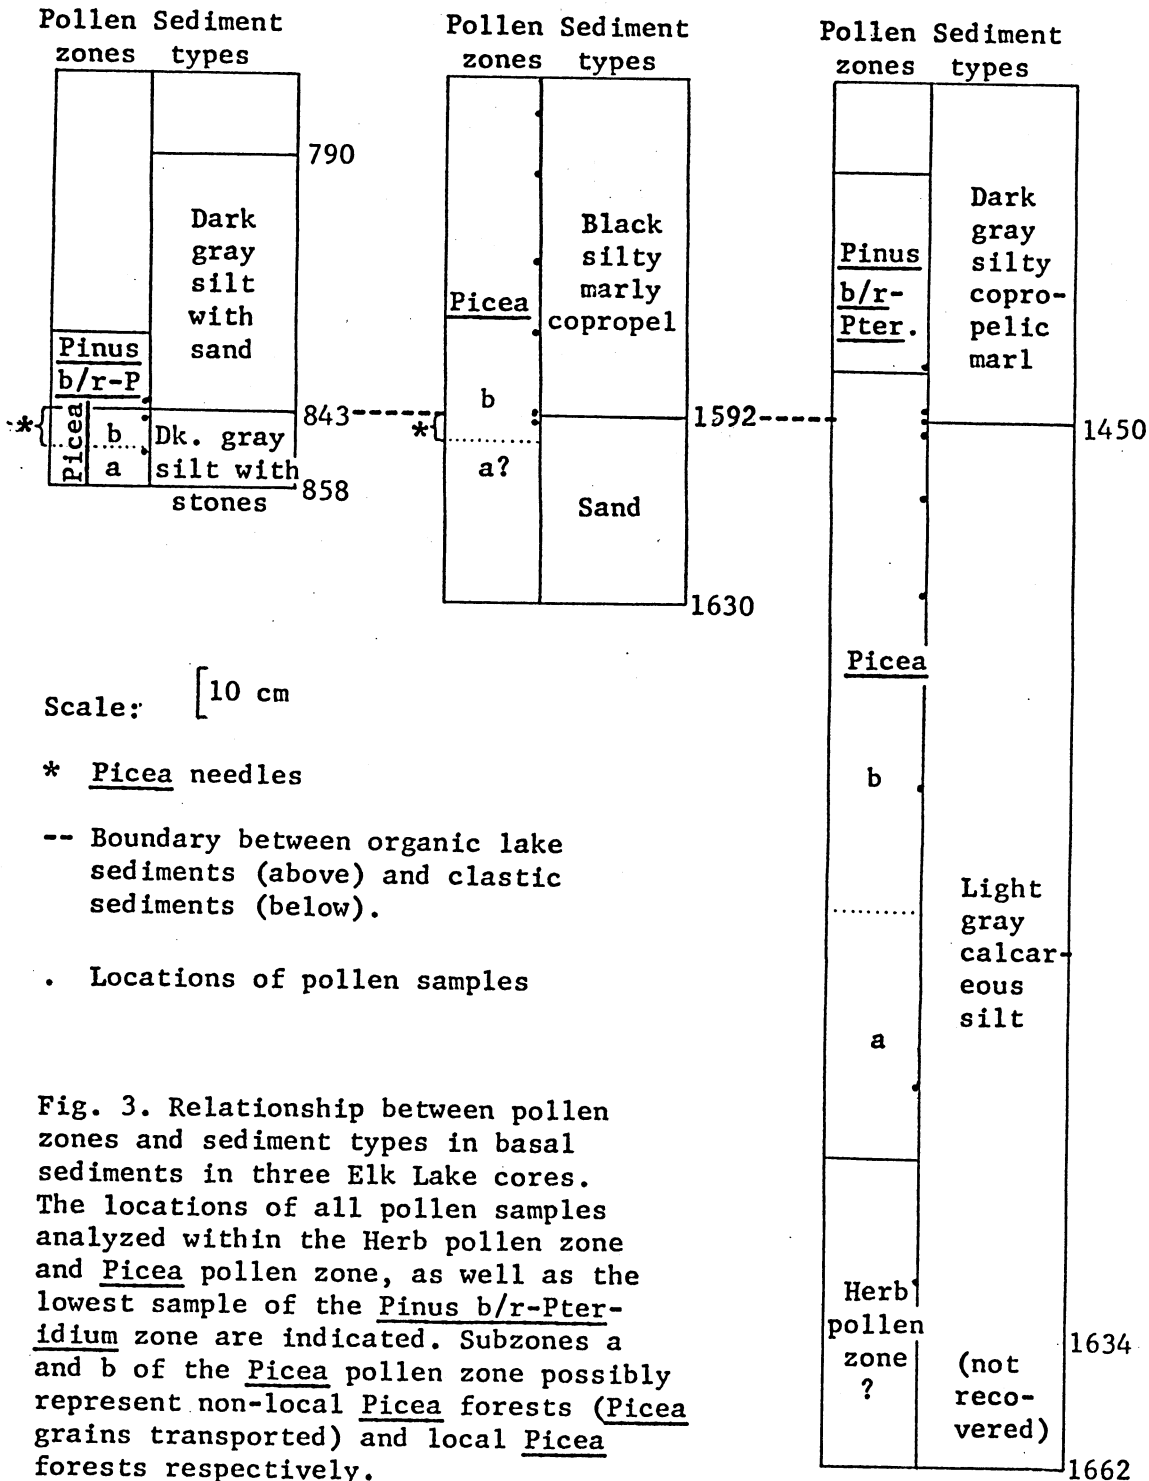 Pollen Sediment
zones types
790
Dark
gray
silt
with
sand
Pinus
b/r-P
Picea
*
b
a
843
Dk. gray
silt with
stones
858
Pollen Sediment
zones types
Picea
b
*
a?
Black
silty
marly
copropel
1592
Sand
1630
Pollen Sediment
zones types
Pinus
b/r-
Pter.
Dark
gray
silty
copro-
pelic
marl
1450
Picea
b
a
Light
gray
calcar-
eous
silt
Herb
pollen
zone
?
1634
(not
reco-
vered)
1662
Scale: 10 cm
* Picea needles
-- Boundary between organic lake
sediments (above) and clastic
sediments (below).
. Locations of pollen samples
Fig. 3. Relationship between pollen
zones and sediment types in basal
sediments in three Elk Lake cores.
The locations of all pollen samples
analyzed within the Herb pollen zone
and Picea pollen zone, as well as the
lowest sample of the Pinus b/r-Pter-
idium zone are indicated. Subzones a
and b of the Picea pollen zone possibly
represent non-local Picea forests (Picea
grains transported) and local Picea
forests respectively.